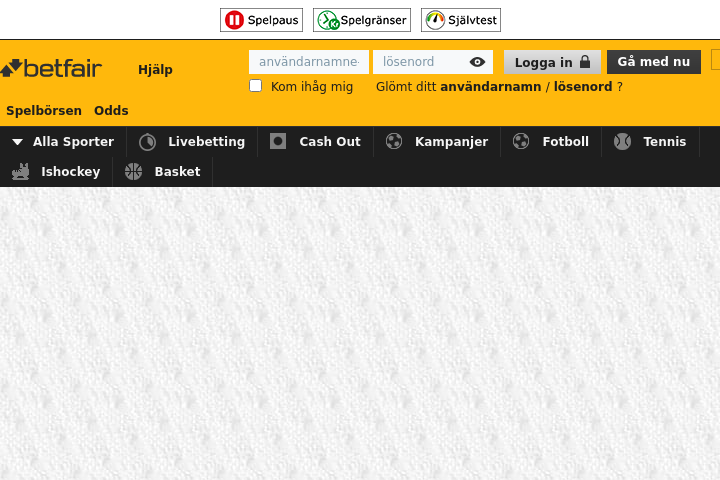 Spelpaus Spelgränser Självtest
betfair Hjälp användarnamne lösenord Logga in Gå med nu
Kom ihåg mig Glömt ditt användarnamn / lösenord ?
Spelbörsen Odds
Alla Sporter Livebetting Cash Out Kampanjer Fotboll Tennis
Ishockey Basket